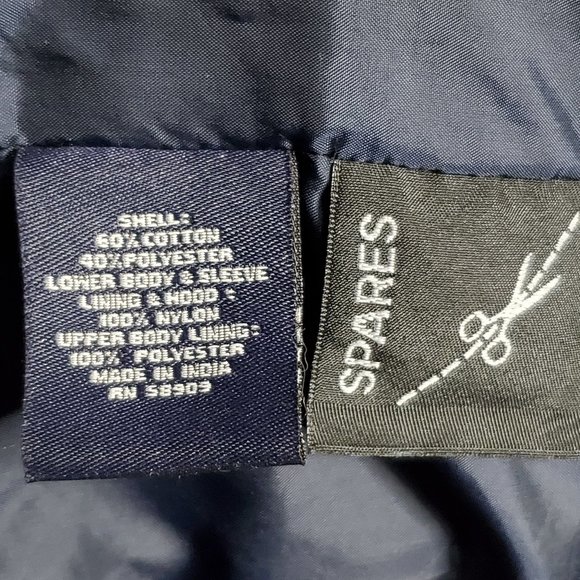 SHELL:
60% COTTON
40% POLYESTER
LOWER BODY & SLEEVE
LINING & HOOD :
100% NYLON
UPPER BODY LINING:
100% POLYESTER
MADE IN INDIA
RN 58903
SPARES